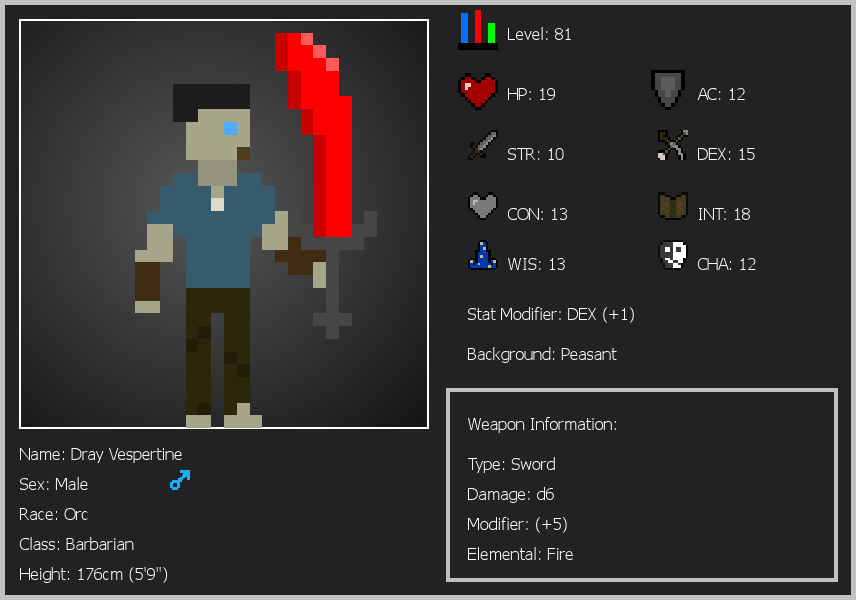 Level: 81
HP: 19
AC: 12
STR: 10
DEX: 15
CON: 13
INT: 18
WIS: 13
CHA: 12
Stat Modifier: DEX (+1)
Background: Peasant
Weapon Information:
Type: Sword
Damage: d6
Modifier: (+5)
Elemental: Fire
Name: Dray Vespertine
Sex: Male
Race: Orc
Class: Barbarian
Height: 176cm (5'9")